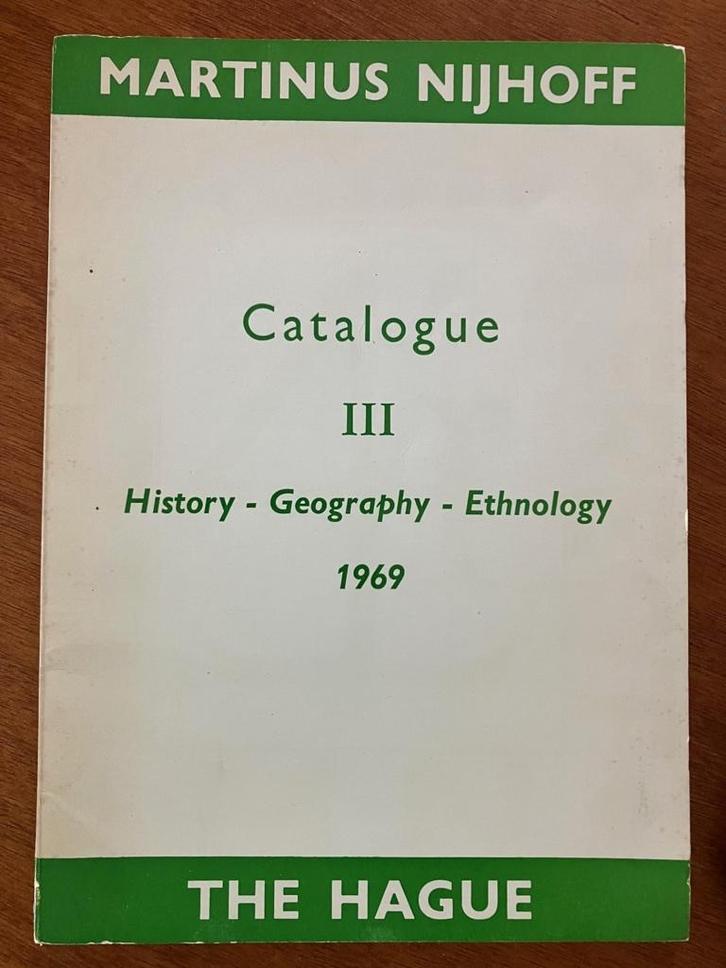 MARTINUS NIJHOFF
Catalogue
III
History - Geography - Ethnology
1969
THE HAGUE